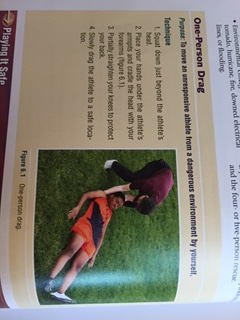 • Environmental
tornado, hurricane, fire, downed electrical
lines, or flooding.
and the four- or five-person rescue
One-Person Drag
Purpose: To move an unresponsive athlete from a dangerous environment by yourself.
Technique
1. Squat down just beyond the athlete's
head.
2. Place your hands under the athlete's
armpits and cradle the head with your
forearms (figure 6.1).
3. Partially straighten your knees to protect
your back.
4. Slowly drag the athlete to a safe loca-
tion.
Figure 6.1 One-person drag.
Playing It Safe